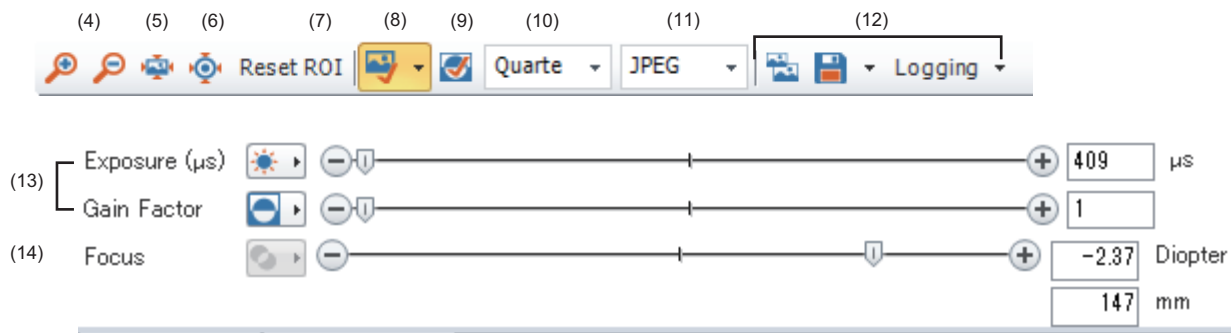 (4) (5) (6) (7) (8) (9) (10) (11) (12)
Reset ROI Quarte JPEG Logging
(13)
Exposure (µs) 409 µs
Gain Factor 1
(14) Focus -2.37 Diopter
147 mm